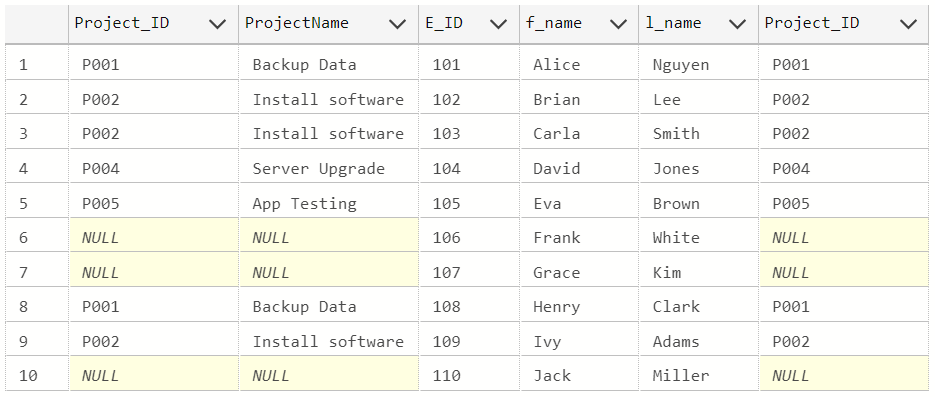 Project_ID ProjectName E_ID f_name l_name Project_ID
1 P001 Backup Data 101 Alice Nguyen P001
2 P002 Install software 102 Brian Lee P002
3 P002 Install software 103 Carla Smith P002
4 P004 Server Upgrade 104 David Jones P004
5 P005 App Testing 105 Eva Brown P005
6 NULL NULL 106 Frank White NULL
7 NULL NULL 107 Grace Kim NULL
8 P001 Backup Data 108 Henry Clark P001
9 P002 Install software 109 Ivy Adams P002
10 NULL NULL 110 Jack Miller NULL